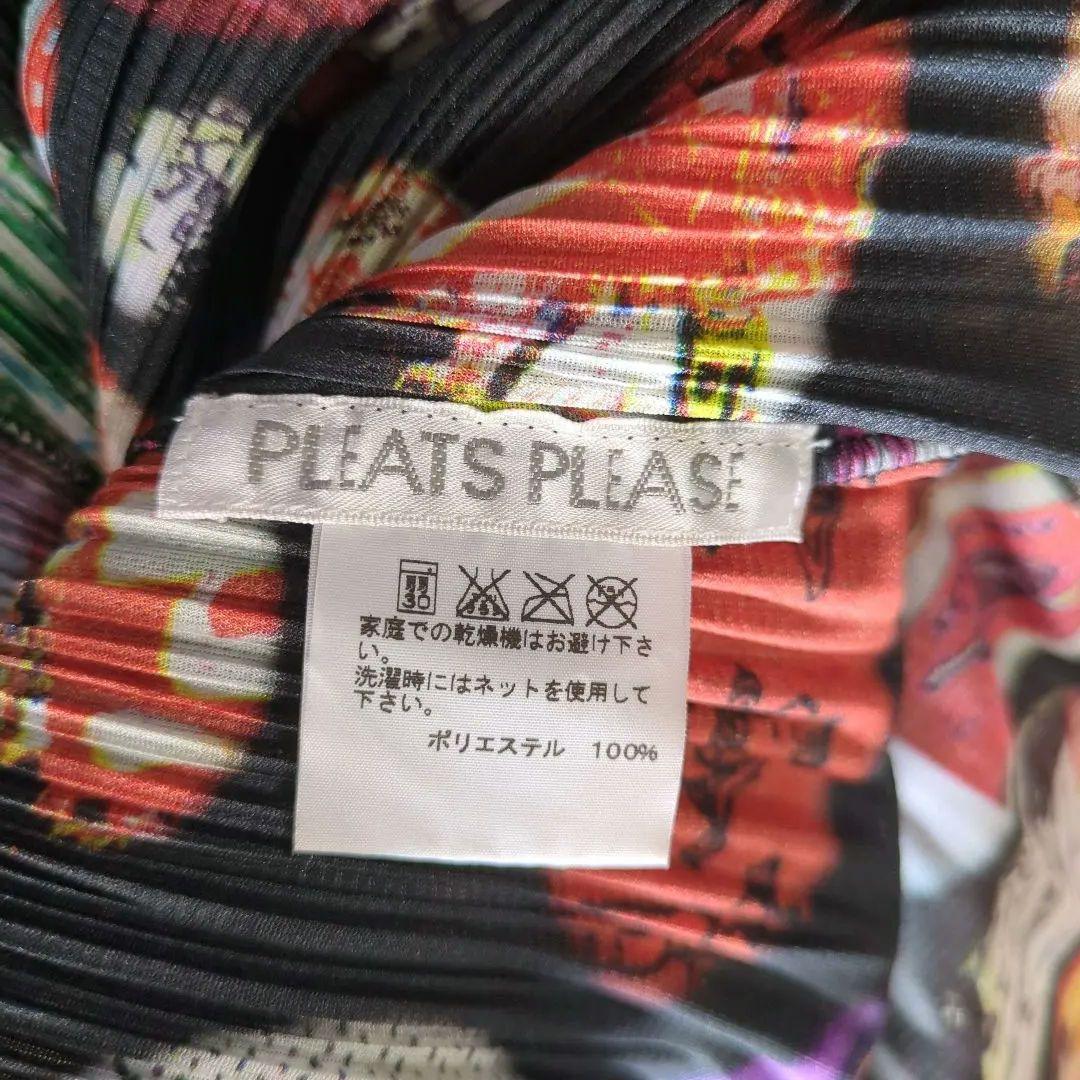 PLEATS PLEASE
弱
30
家庭での乾燥機はお避け下さ
い。
洗濯時にはネットを使用して
下さい。
ポリエステル 100%